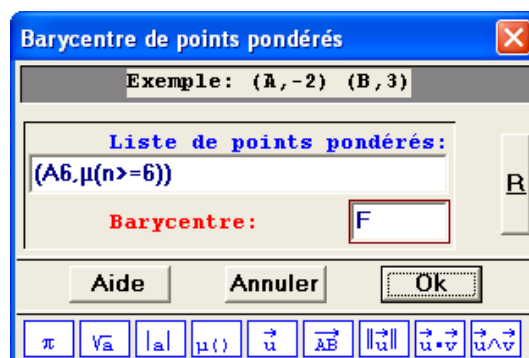 Barycentre de points pondérés
Exemple: (A,-2) (B,3)
Liste de points pondérés:
(A6,μ(n>=6))
R
Barycentre: F
Aide Annuler Ok
π √a |a| μ() u⃗ AB⃗ ‖u⃗‖ u⃗▪v⃗ u⃗∧v⃗